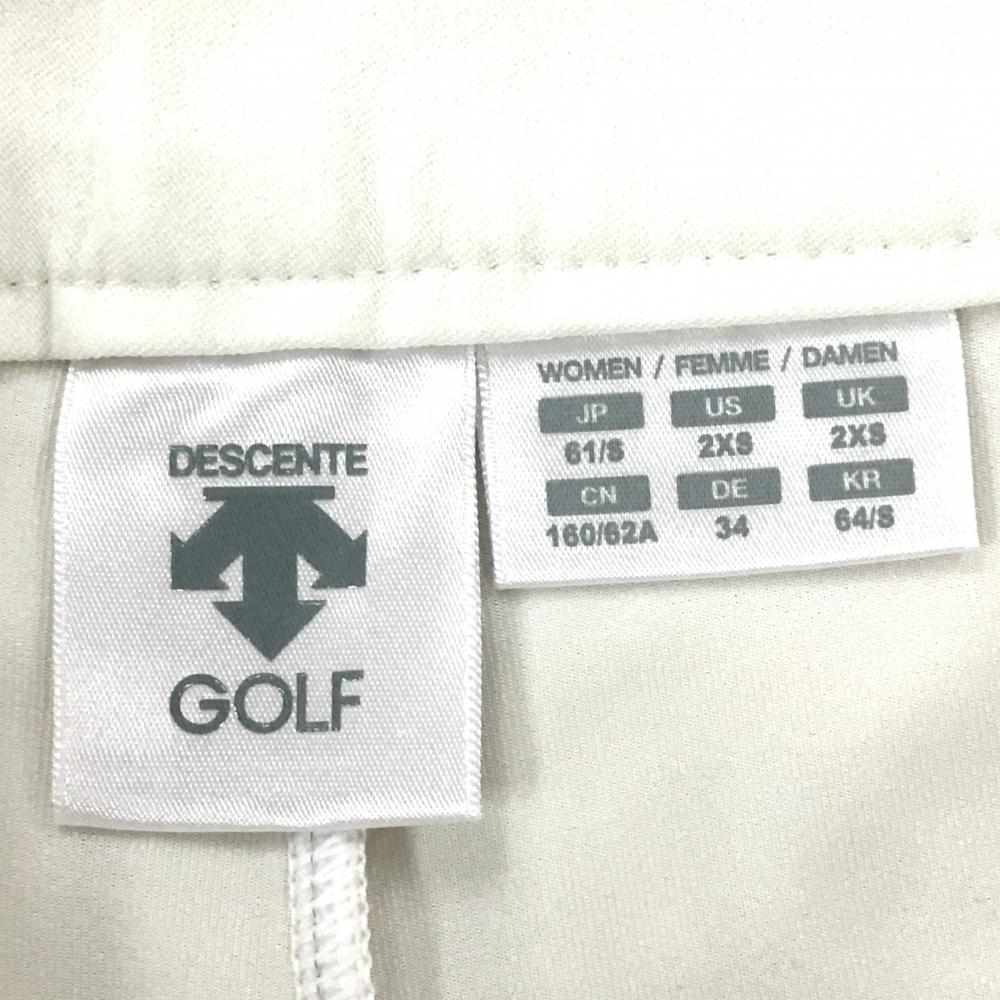 DESCENTE
GOLF
WOMEN / FEMME / DAMEN
JP US UK
61/S 2XS 2XS
CN DE KR
160/62A 34 64/S